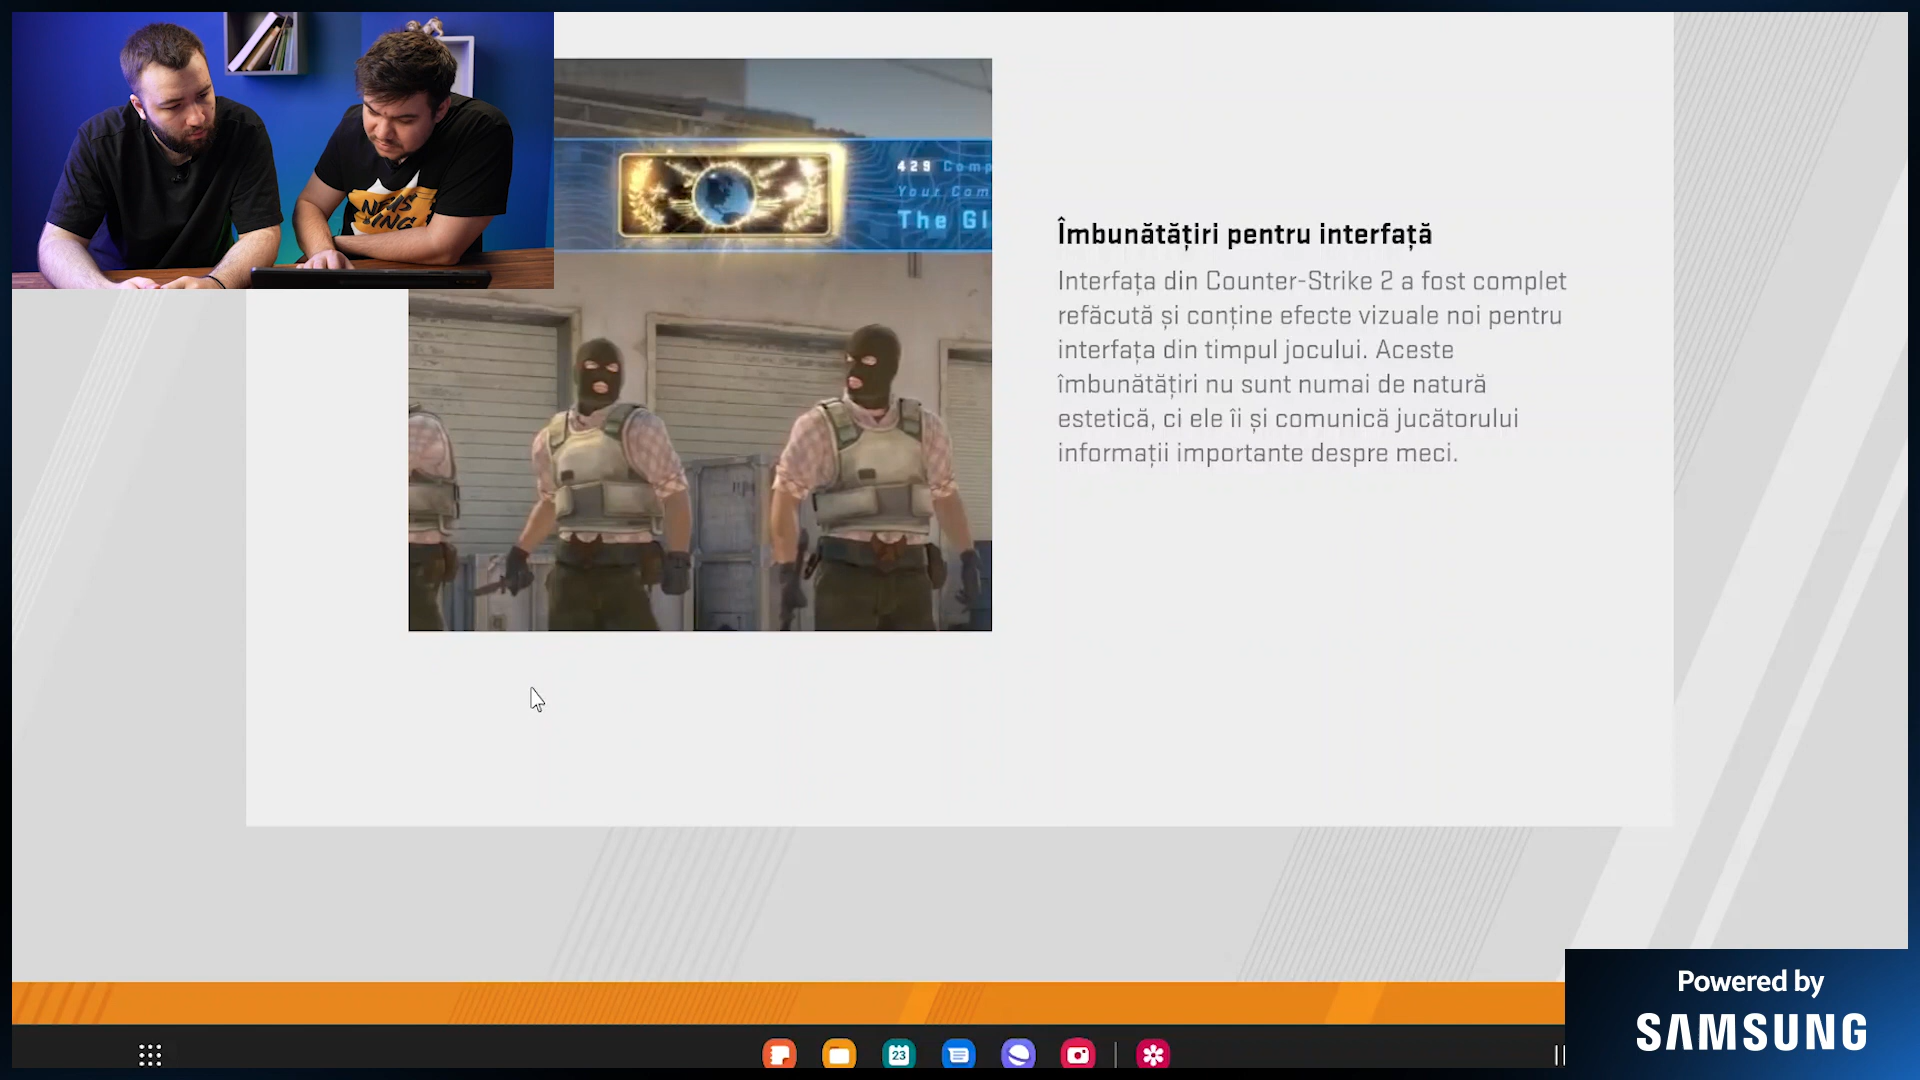 429 Comp
Your Com
The Gl
Îmbunătățiri pentru interfață
Interfața din Counter-Strike 2 a fost complet
refăcută și conține efecte vizuale noi pentru
interfața din timpul jocului. Aceste
îmbunătățiri nu sunt numai de natură
estetică, ci ele îi și comunică jucătorului
informații importante despre meci.
23
Powered by
SAMSUNG